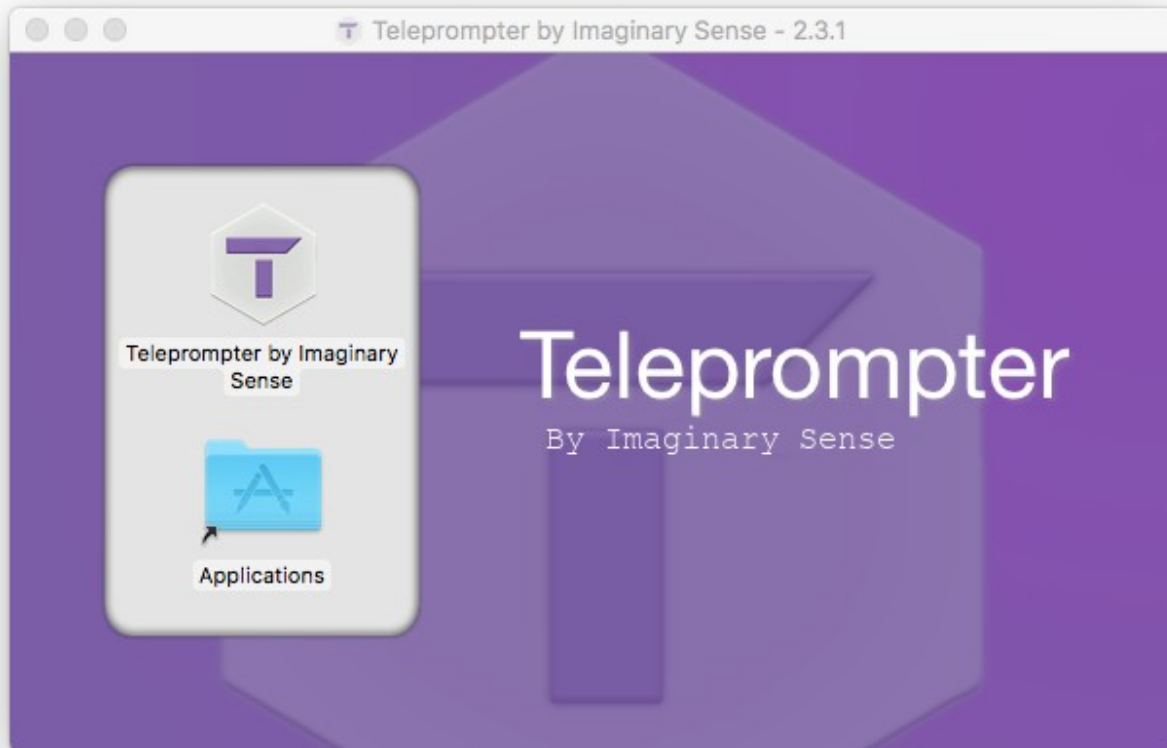 Teleprompter by Imaginary Sense - 2.3.1
Teleprompter by Imaginary
Sense
Applications
Teleprompter
By Imaginary Sense